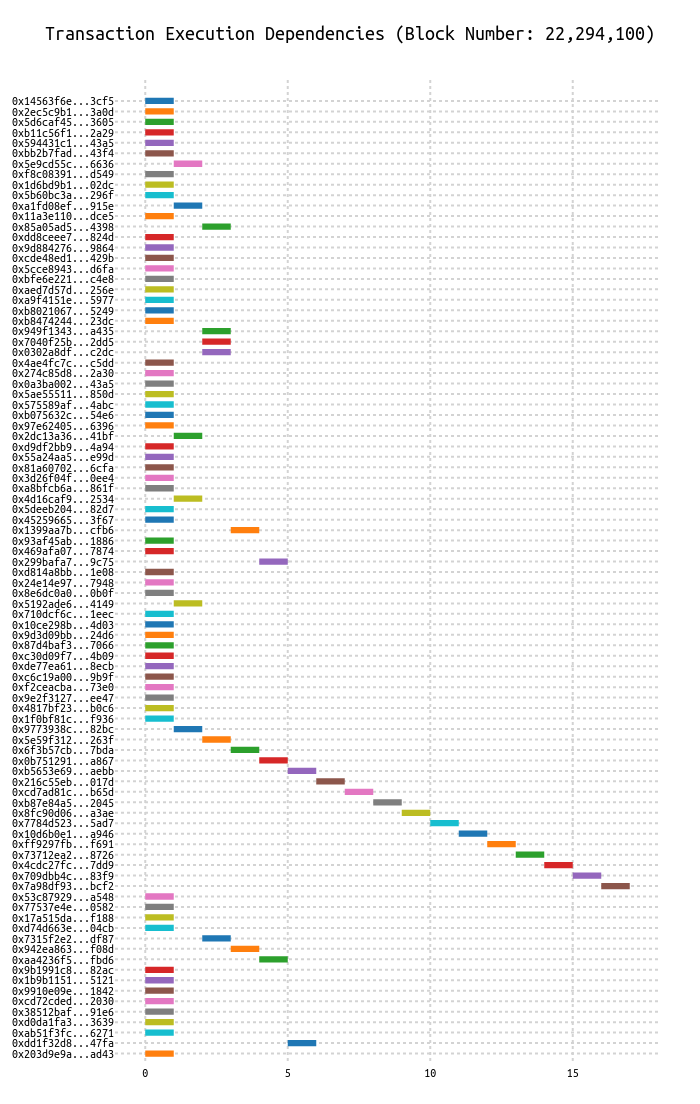 Transaction Execution Dependencies (Block Number: 22,294,100)
0x14563f6e...3cf5
0x2ec5c9b1...3a0d
0x5d6caf45...3605
0xb11c56f1...2a29
0x594431c1...43a5
0xbb2b7fad...43f4
0x5e9cd55c...6636
0xf8c08391...d549
0x1d6bd9b1...02dc
0x5b60bc3a...296f
0xa1fd08ef...915e
0x11a3e110...dce5
0x85a05ad5...4398
0xdd8ceee7...824d
0x9d884276...9864
0xcde48ed1...429b
0x5cce8943...d6fa
0xbfe6e221...c4e8
0xaed7d57d...256e
0xa9f4151e...5977
0xb8021067...5249
0xb8474244...23dc
0x949f1343...a435
0x7040f25b...2dd5
0x0302a8df...c2dc
0x4ae4fc7c...c5dd
0x274c85d8...2a30
0x0a3ba002...43a5
0x5ae55511...850d
0x575589af...4abc
0xb075632c...54e6
0x97e62405...6396
0x2dc13a36...41bf
0xd9df2bb9...4a94
0x55a24aa5...e99d
0x81a60702...6cfa
0x3d26f04f...0ee4
0xa8bfcb6a...861f
0x4d16caf9...2534
0x5deeb204...82d7
0x45259665...3f67
0x1399aa7b...cfb6
0x93af45ab...1886
0x469afa07...7874
0x299bafa7...9c75
0xd814a8bb...1e08
0x24e14e97...7948
0x8e6dc0a0...0b0f
0x5192ade6...4149
0x710dcf6c...1eec
0x10ce298b...4d03
0x9d3d09bb...24d6
0x87d4baf3...7066
0xc30d09f7...4b09
0xde77ea61...8ecb
0xc6c19a00...9b9f
0xf2ceacba...73e0
0x9e2f3127...ee47
0x4817bf23...b0c6
0x1f0bf81c...f936
0x9773938c...82bc
0x5e59f312...263f
0x6f3b57cb...7bda
0x0b751291...a867
0xb5653e69...aebb
0x216c55eb...017d
0xcd7ad81c...b65d
0xb87e84a5...2045
0x8fc90d06...a3ae
0x7784d523...5ad7
0x10d6b0e1...a946
0xff9297fb...f691
0x73712ea2...8726
0x4cdc27fc...7dd9
0x709dbb4c...83f9
0x7a98df93...bcf2
0x53c87929...a548
0x77537e4e...0582
0x17a515da...f188
0xd74d663e...04cb
0x7315f2e2...df87
0x942ea863...f08d
0xaa4236f5...fbd6
0x9b1991c8...82ac
0x1b9b1151...5121
0x9910e09e...1842
0xcd72cded...2030
0x38512baf...91e6
0xd0da1fa3...3639
0xab51f3fc...6271
0xdd1f32d8...47fa
0x203d9e9a...ad43
0 5 10 15